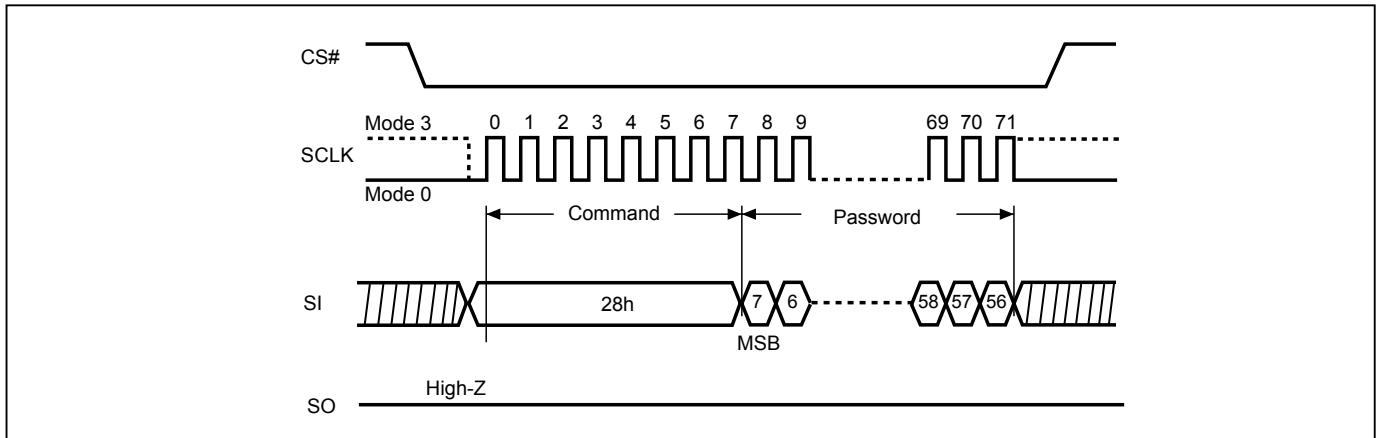 CS#
Mode 3
0 1 2 3 4 5 6 7 8 9 69 70 71
SCLK
Mode 0
Command Password
SI 28h 7 6 58 57 56
MSB
High-Z
SO